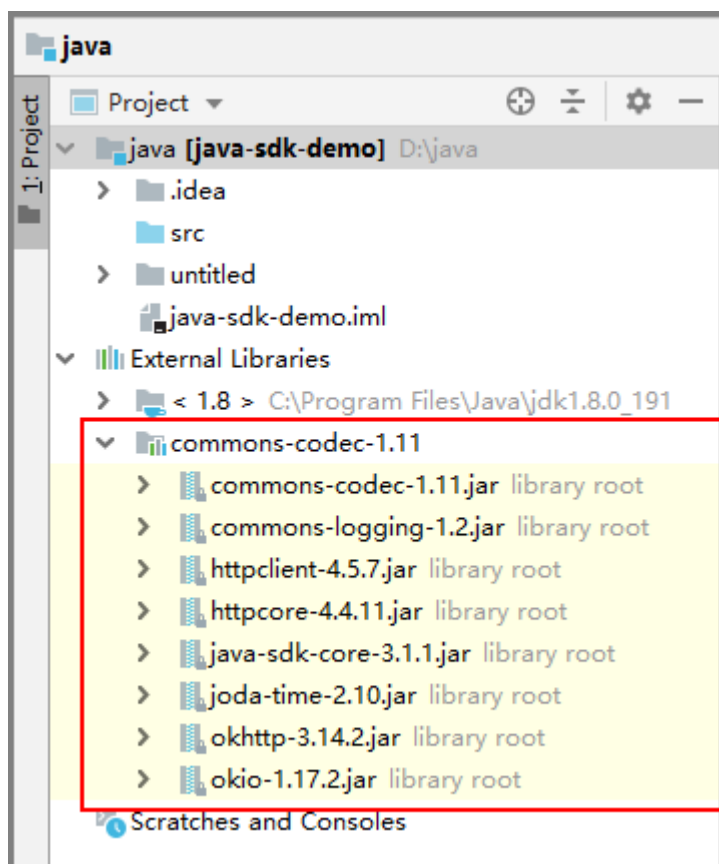 java
1: Project
Project
java [java-sdk-demo] D:\java
.idea
src
untitled
java-sdk-demo.iml
External Libraries
< 1.8 > C:\Program Files\Java\jdk1.8.0_191
commons-codec-1.11
commons-codec-1.11.jar library root
commons-logging-1.2.jar library root
httpclient-4.5.7.jar library root
httpcore-4.4.11.jar library root
java-sdk-core-3.1.1.jar library root
joda-time-2.10.jar library root
okhttp-3.14.2.jar library root
okio-1.17.2.jar library root
Scratches and Consoles